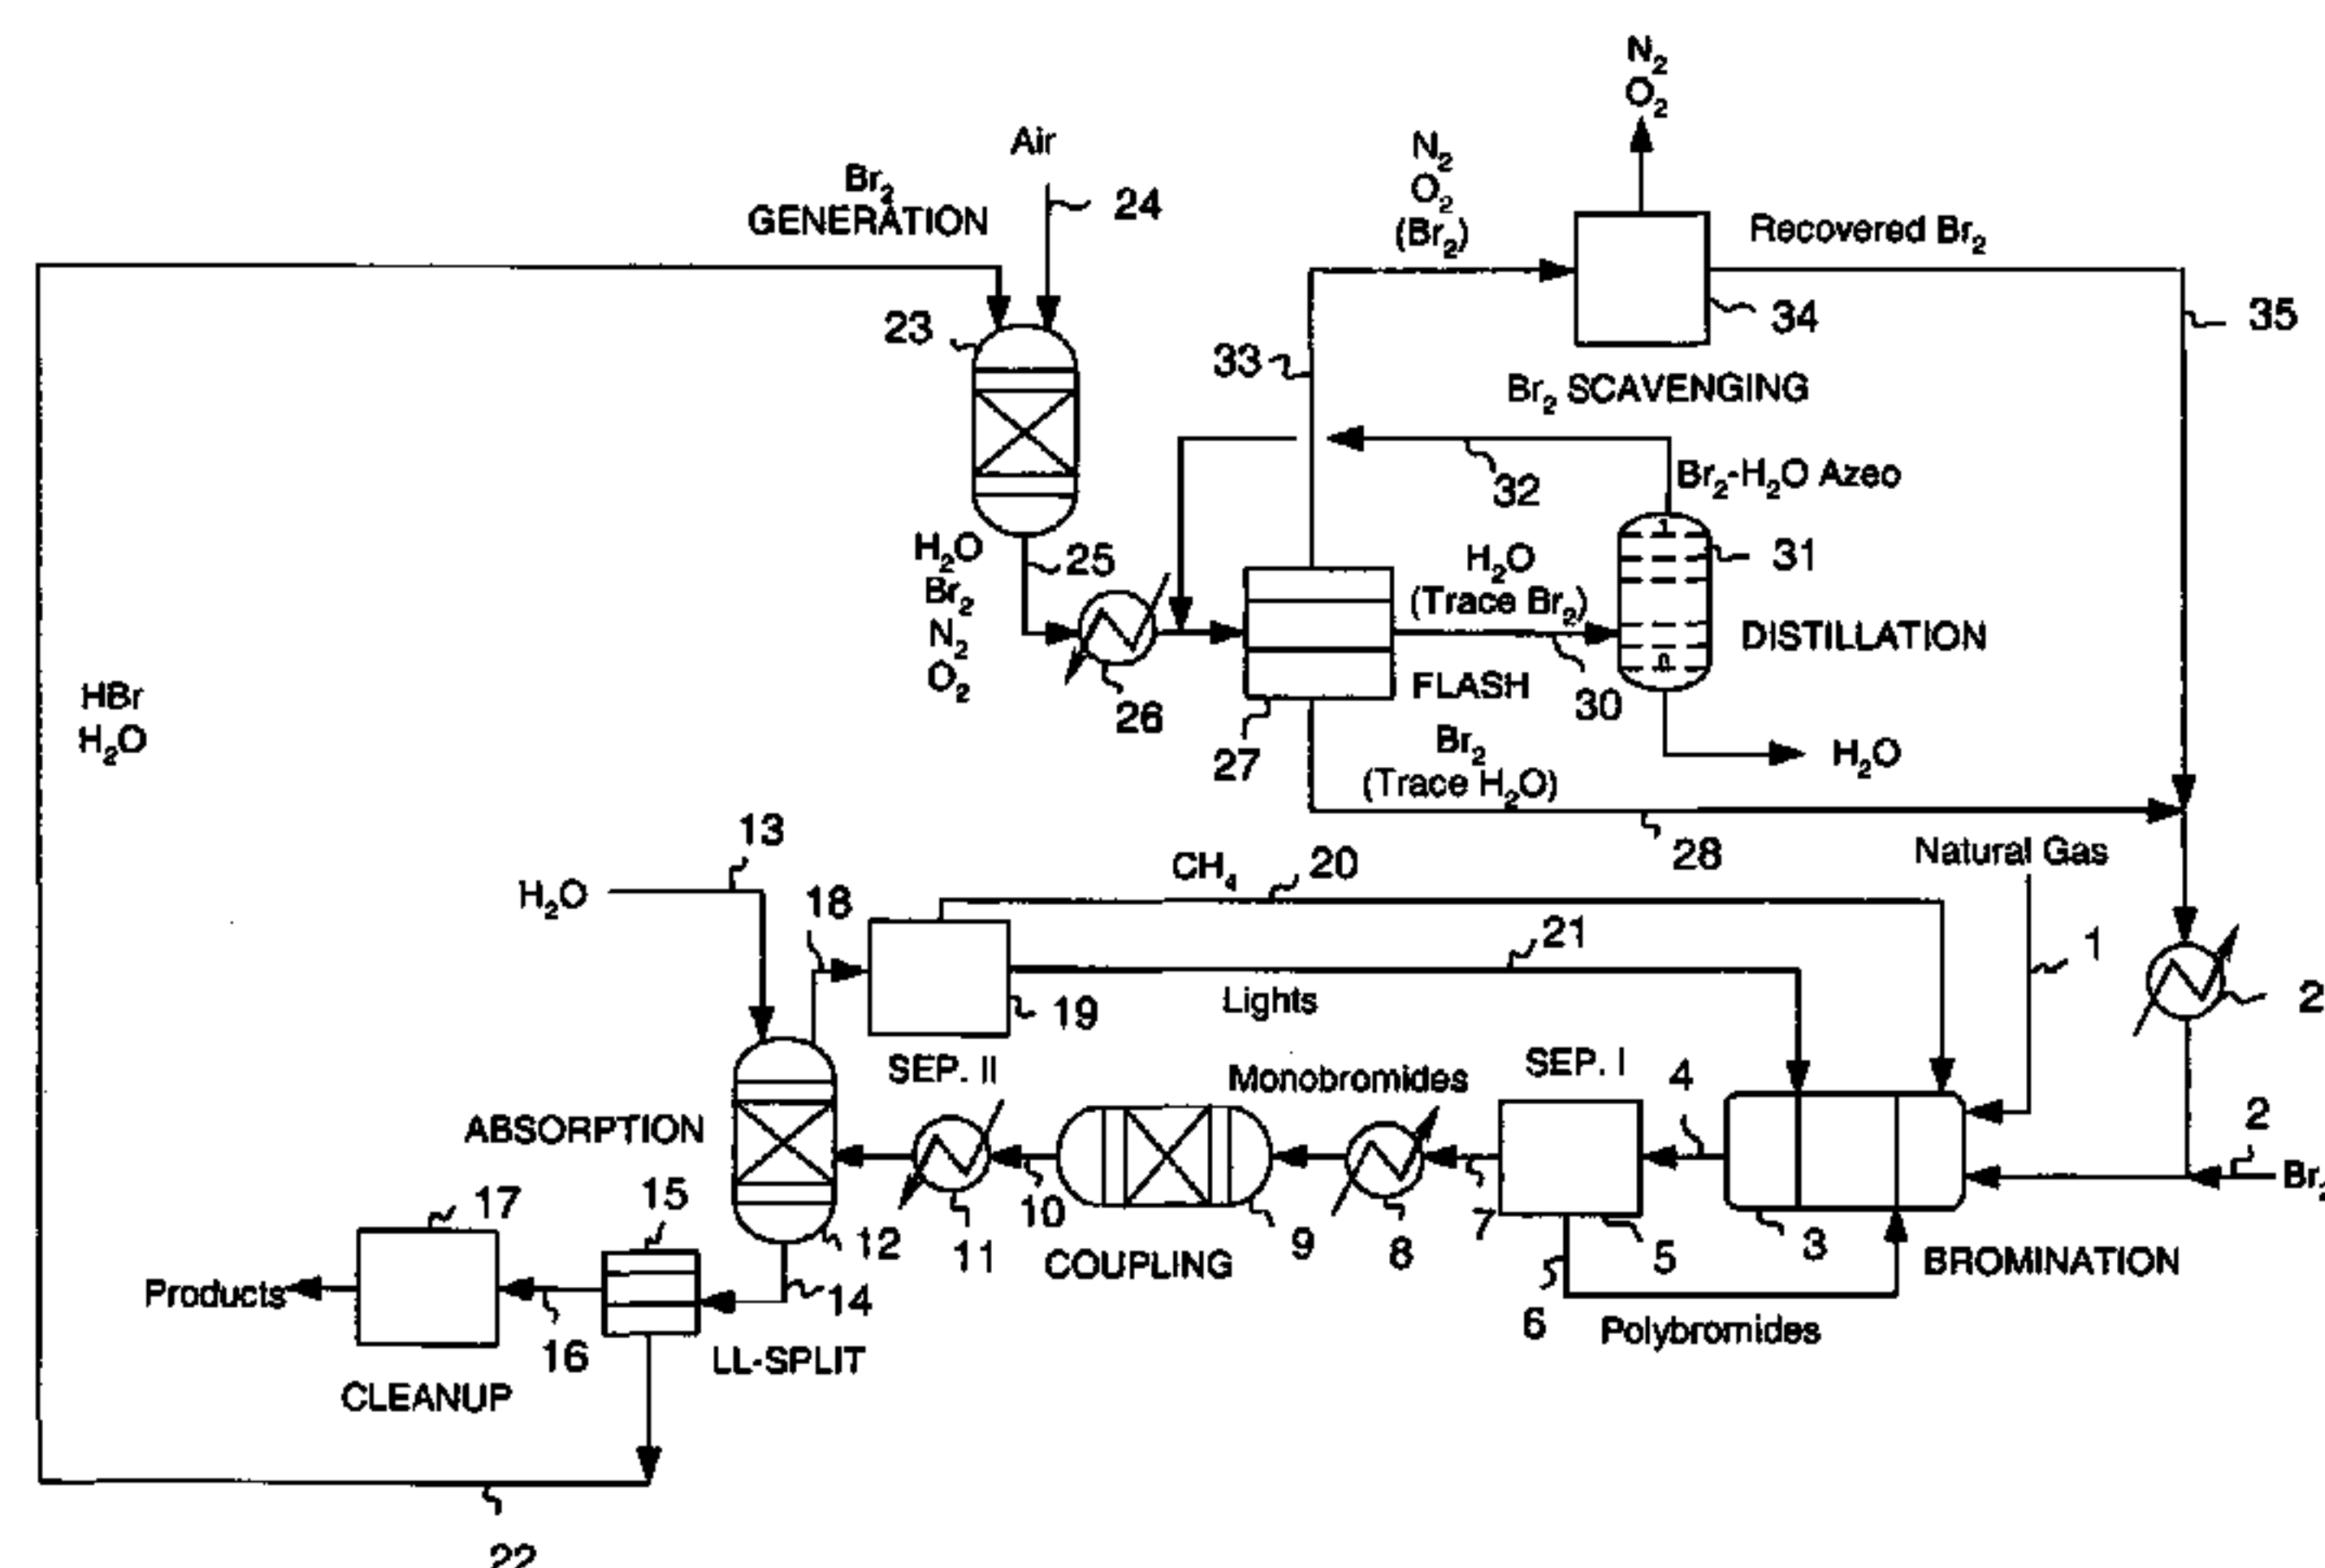 N₂
O₂
Air
N₂
O₂
(Br₂)
Br₂
GENERATION
24
Recovered Br₂
23
33
34
35
Br₂ SCAVENGING
Br₂-H₂O Azeo
32
H₂O
Br₂
N₂
O₂
25
H₂O
(Trace Br₂)
31
1
n
DISTILLATION
HBr
H₂O
26
27
FLASH
30
Br₂
(Trace H₂O)
H₂O
13
28
Natural Gas
H₂O
18
CH₄
20
21
1
19
Lights
2
SEP. II
Monobromides
SEP. I
4
2
ABSORPTION
Br₂
17
15
12
11
10
9
8
7
5
3
COUPLING
BROMINATION
Products
16
14
6
Polybromides
LL-SPLIT
CLEANUP
22